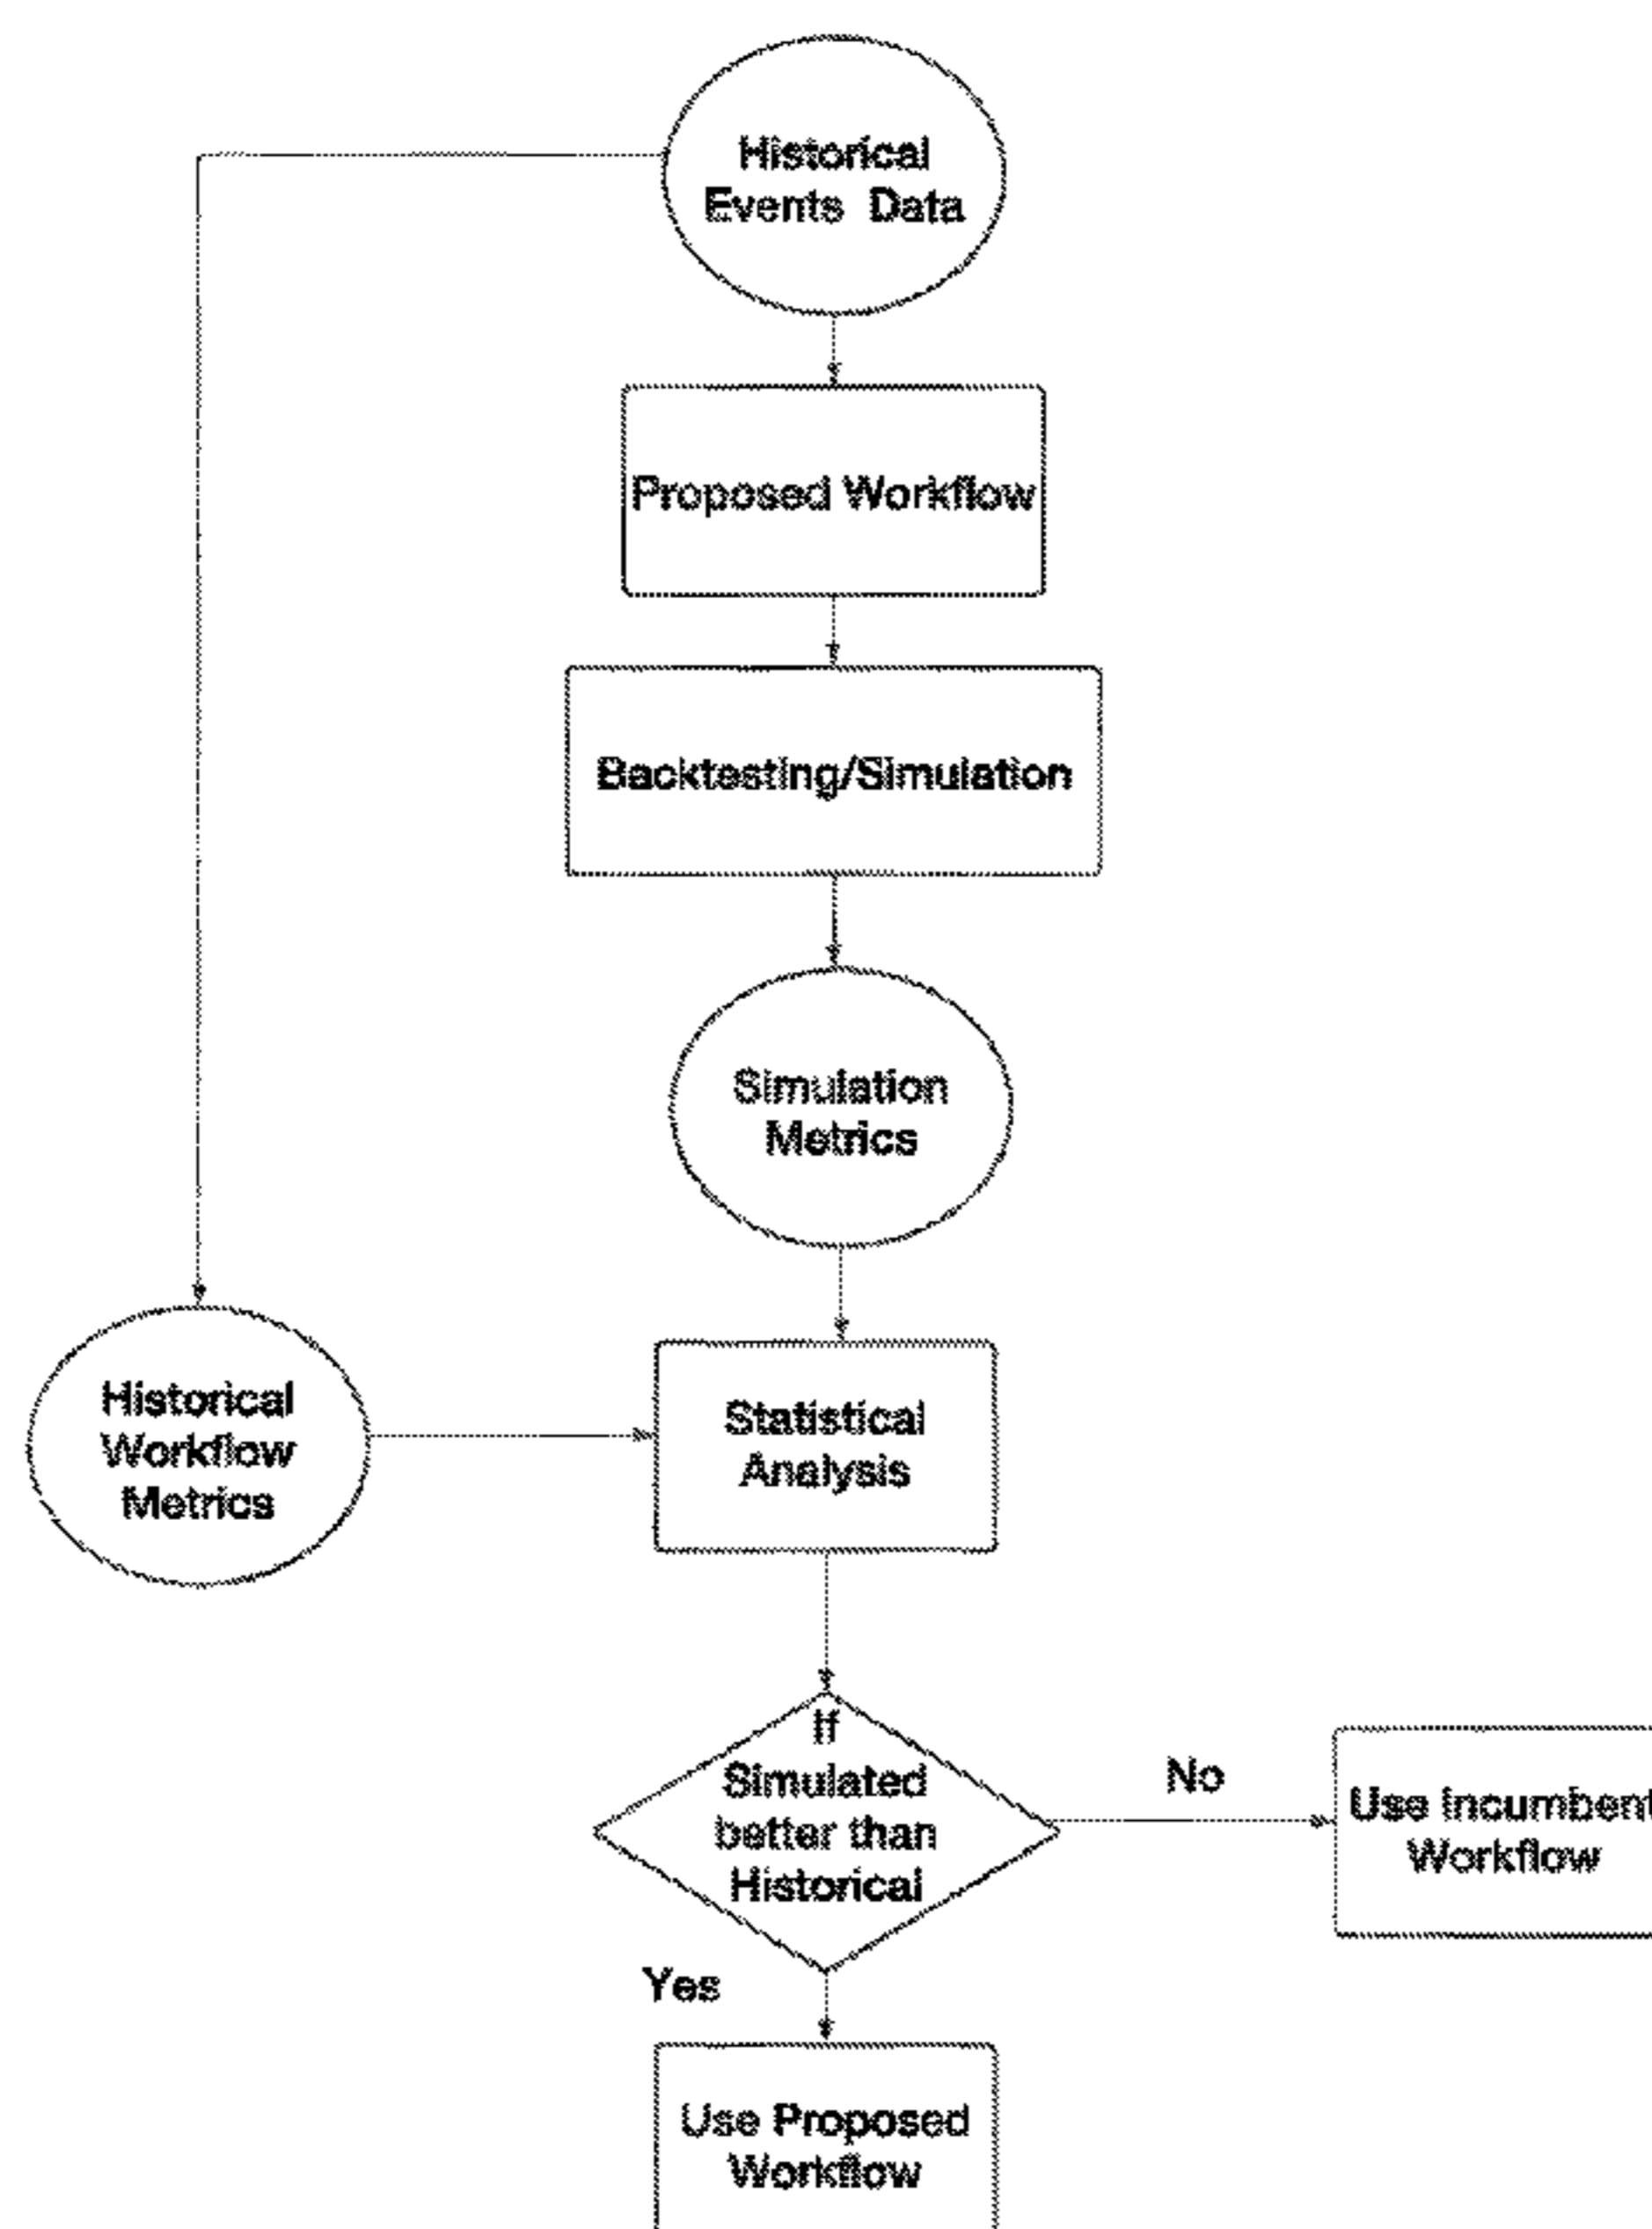 Historical
Events Data
Proposed Workflow
Backtesting/Simulation
Simulation
Metrics
Historical
Workflow
Metrics
Statistical
Analysis
If
Simulated
better than
Historical
No
Use Incumbent
Workflow
Yes
Use Proposed
Workflow